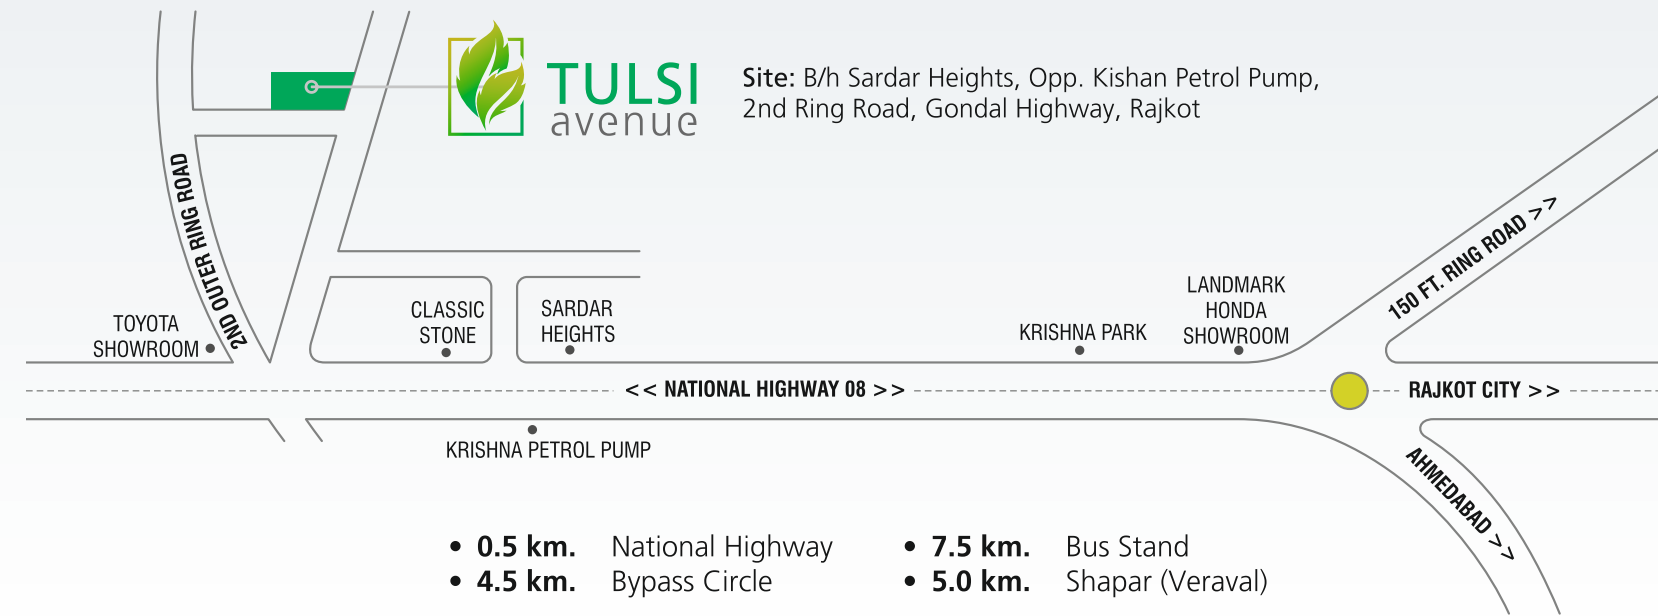 TULSI
avenue
Site: B/h Sardar Heights, Opp. Kishan Petrol Pump,
2nd Ring Road, Gondal Highway, Rajkot
2ND OUTER RING ROAD
150 FT. RING ROAD >>
TOYOTA
SHOWROOM
CLASSIC
STONE
SARDAR
HEIGHTS
KRISHNA PARK
LANDMARK
HONDA
SHOWROOM
<< NATIONAL HIGHWAY 08 >>
RAJKOT CITY >>
KRISHNA PETROL PUMP
AHMEDABAD >>
• 0.5 km. National Highway
• 4.5 km. Bypass Circle
• 7.5 km. Bus Stand
• 5.0 km. Shapar (Veraval)